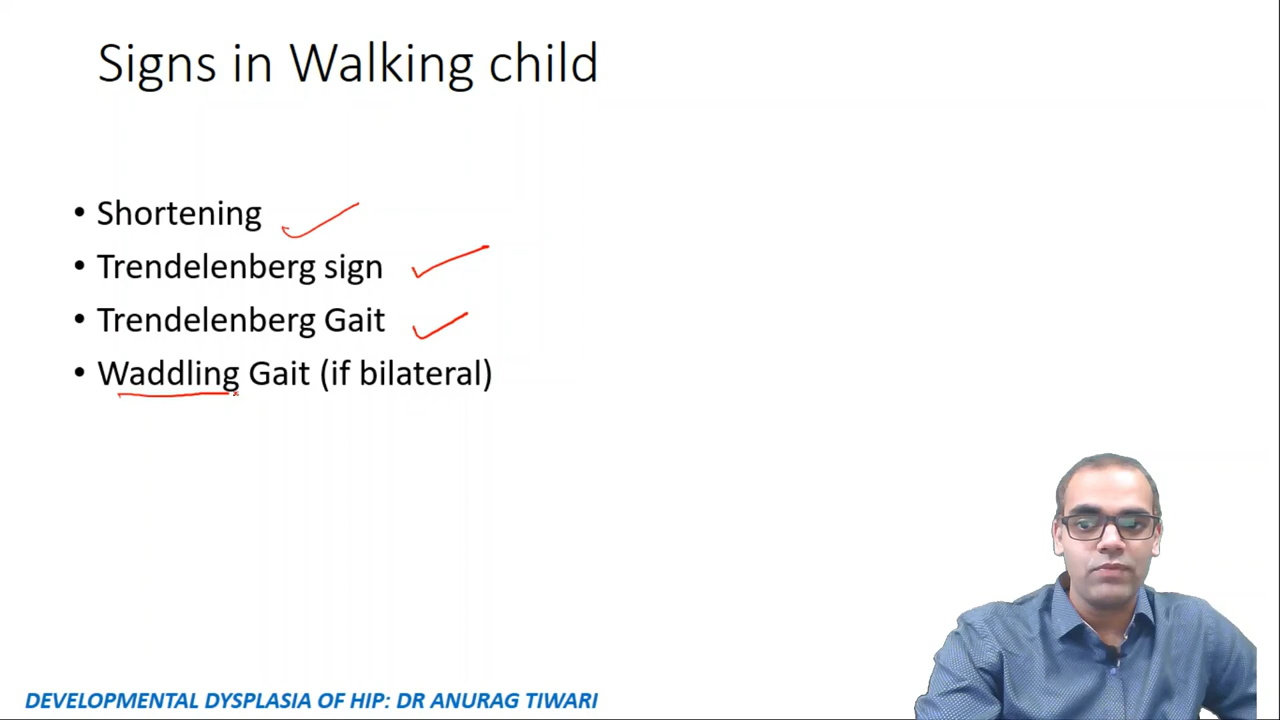 Signs in Walking child
• Shortening
• Trendelenberg sign
• Trendelenberg Gait
• Waddling Gait (if bilateral)
DEVELOPMENTAL DYSPLASIA OF HIP: DR ANURAG TIWARI